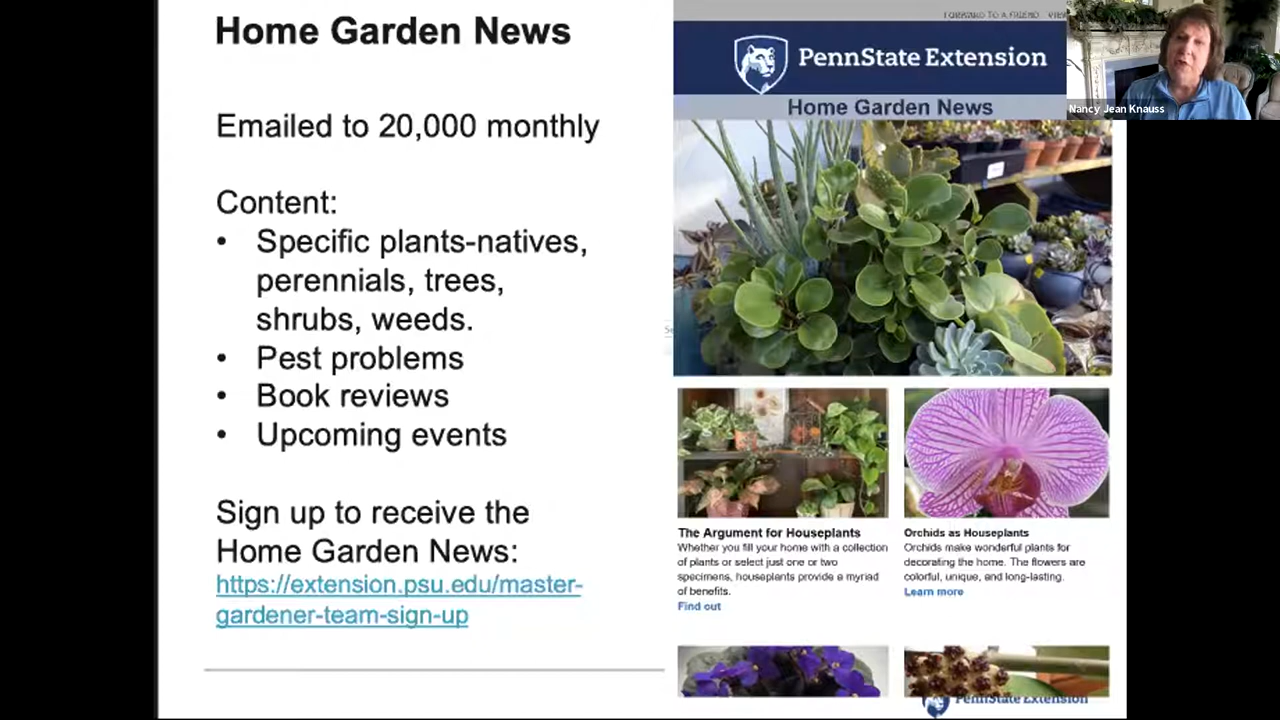 Home Garden News
Emailed to 20,000 monthly
Content:
• Specific plants-natives,
perennials, trees,
shrubs, weeds.
• Pest problems
• Book reviews
• Upcoming events
Sign up to receive the
Home Garden News:
https://extension.psu.edu/master-
gardener-team-sign-up
FORWARD TO A FRIEND
PennState Extension
Home Garden News
Nancy Jean Knauss
The Argument for Houseplants
Whether you fill your home with a collection
of plants or select just one or two
specimens, houseplants provide a myriad
of benefits.
Find out
Orchids as Houseplants
Orchids make wonderful plants for
decorating the home. The flowers are
colorful, unique, and long-lasting.
Learn more
PennState Extension